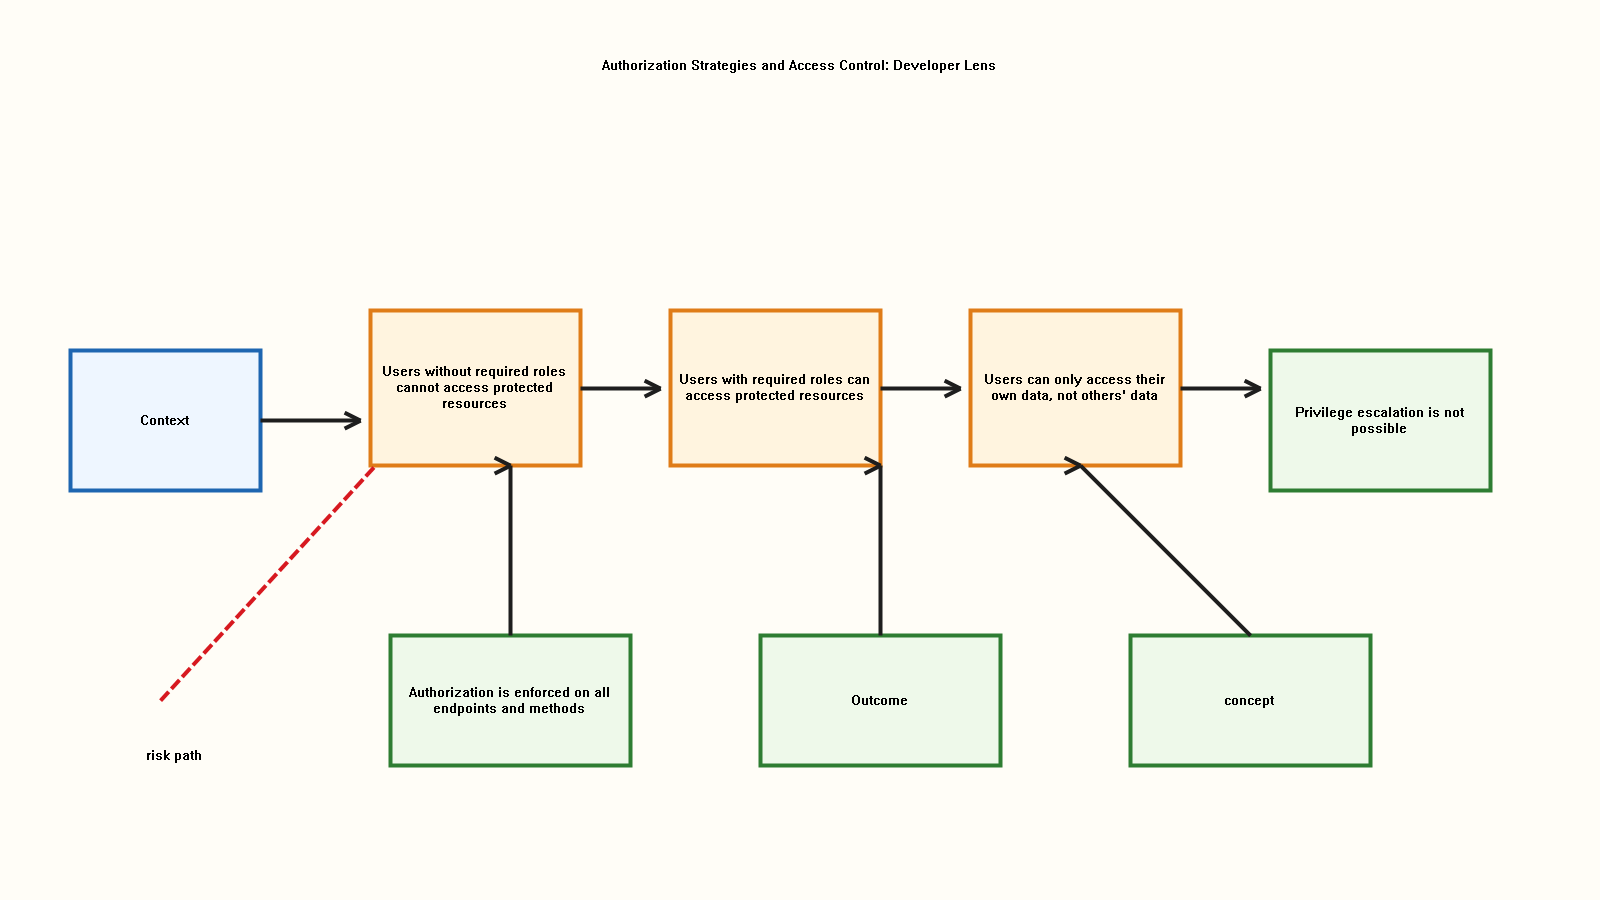 Authorization Strategies and Access Control: Developer Lens
Context
Users without required roles
cannot access protected
resources
Users with required roles can
access protected resources
Users can only access their
own data, not others' data
Privilege escalation is not
possible
Authorization is enforced on all
endpoints and methods
Outcome
concept
risk path